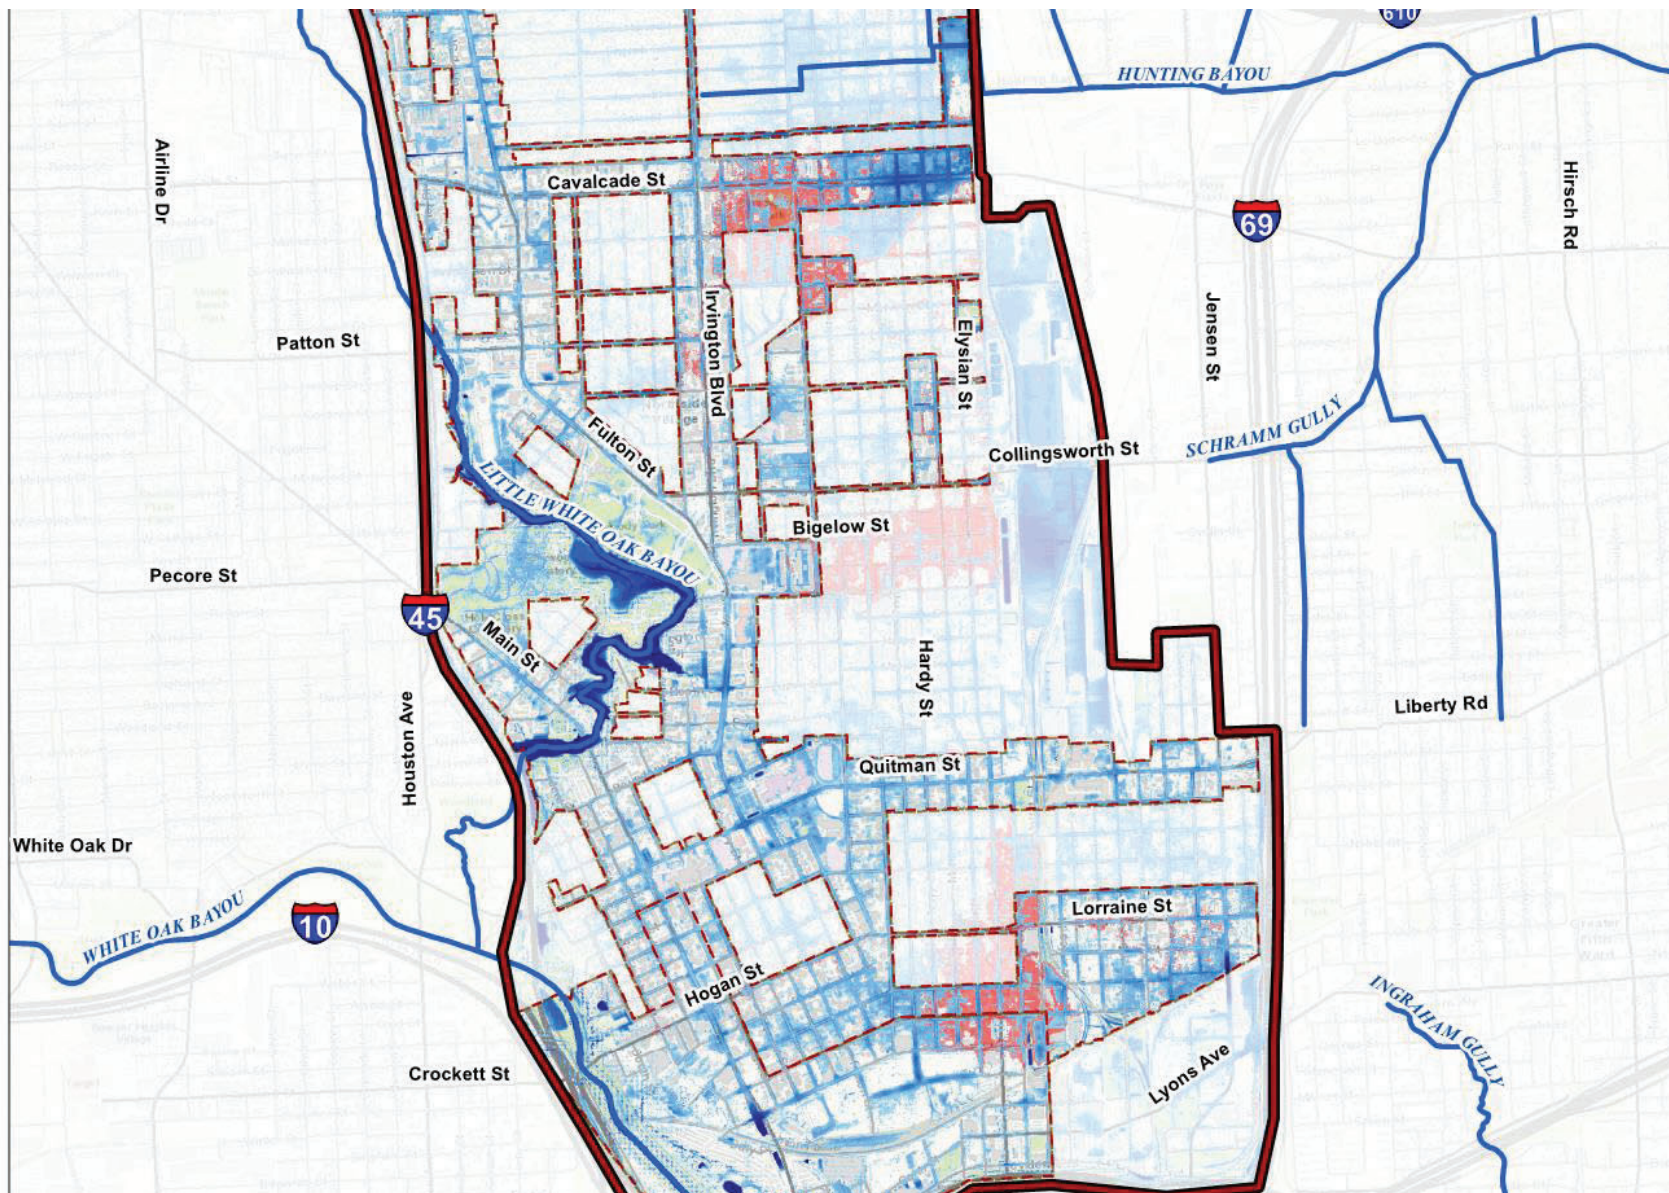 610
HUNTING BAYOU
Airline Dr
Cavalcade St
Hirsch Rd
69
Patton St
Irvington Blvd
Elysian St
Jensen St
Fulton St
SCHRAMM GULLY
Collingsworth St
LITTLE WHITE OAK BAYOU
Bigelow St
Pecore St
45
Main St
Hardy St
Houston Ave
Liberty Rd
Quitman St
White Oak Dr
WHITE OAK BAYOU
10
Lorraine St
Hogan St
INGRAHAM GULLY
Crockett St
Lyons Ave